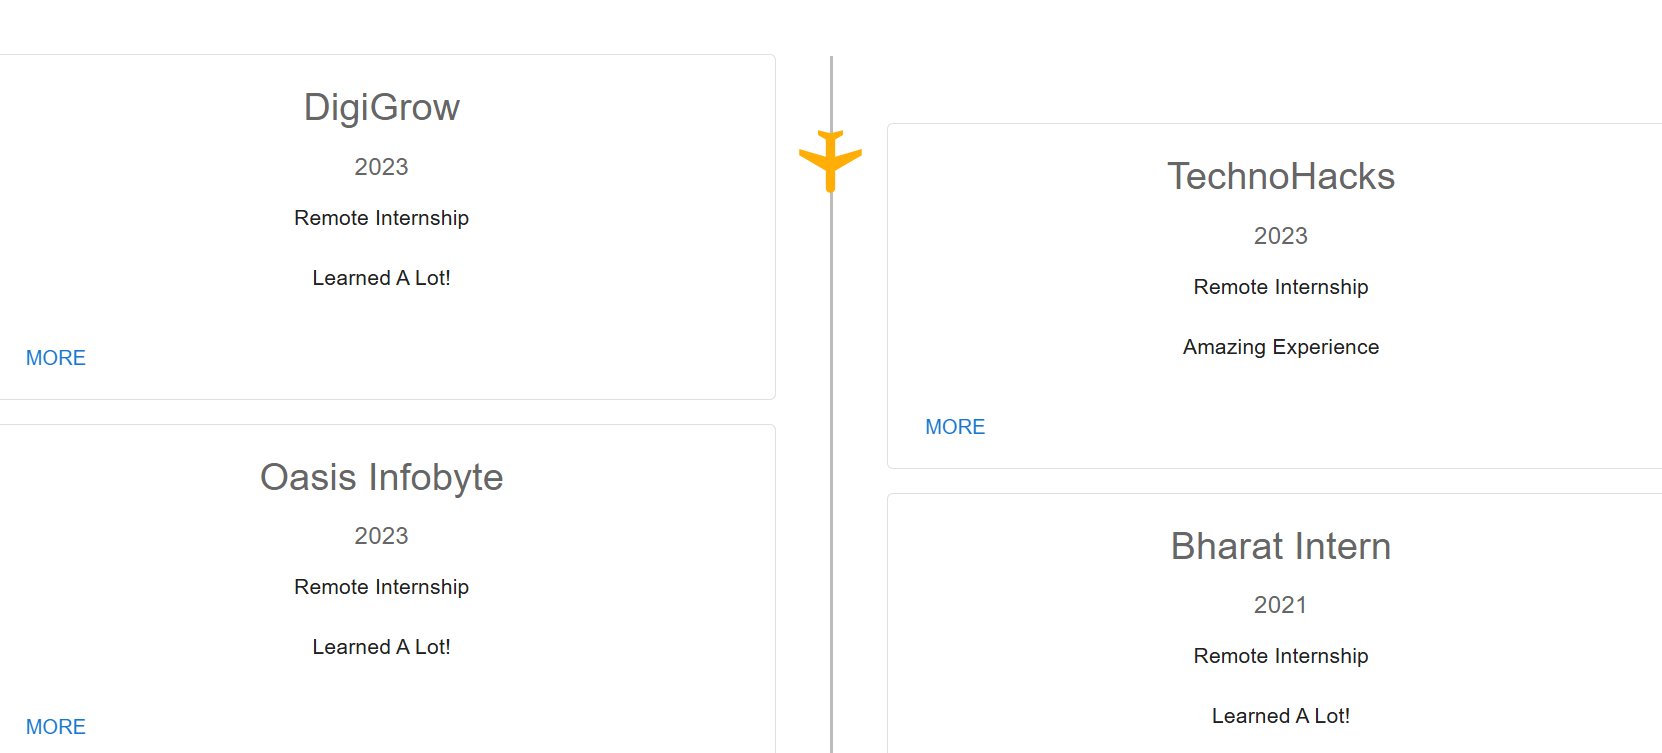 DigiGrow
2023
Remote Internship
Learned A Lot!
MORE
TechnoHacks
2023
Remote Internship
Amazing Experience
MORE
Oasis Infobyte
2023
Remote Internship
Learned A Lot!
MORE
Bharat Intern
2021
Remote Internship
Learned A Lot!